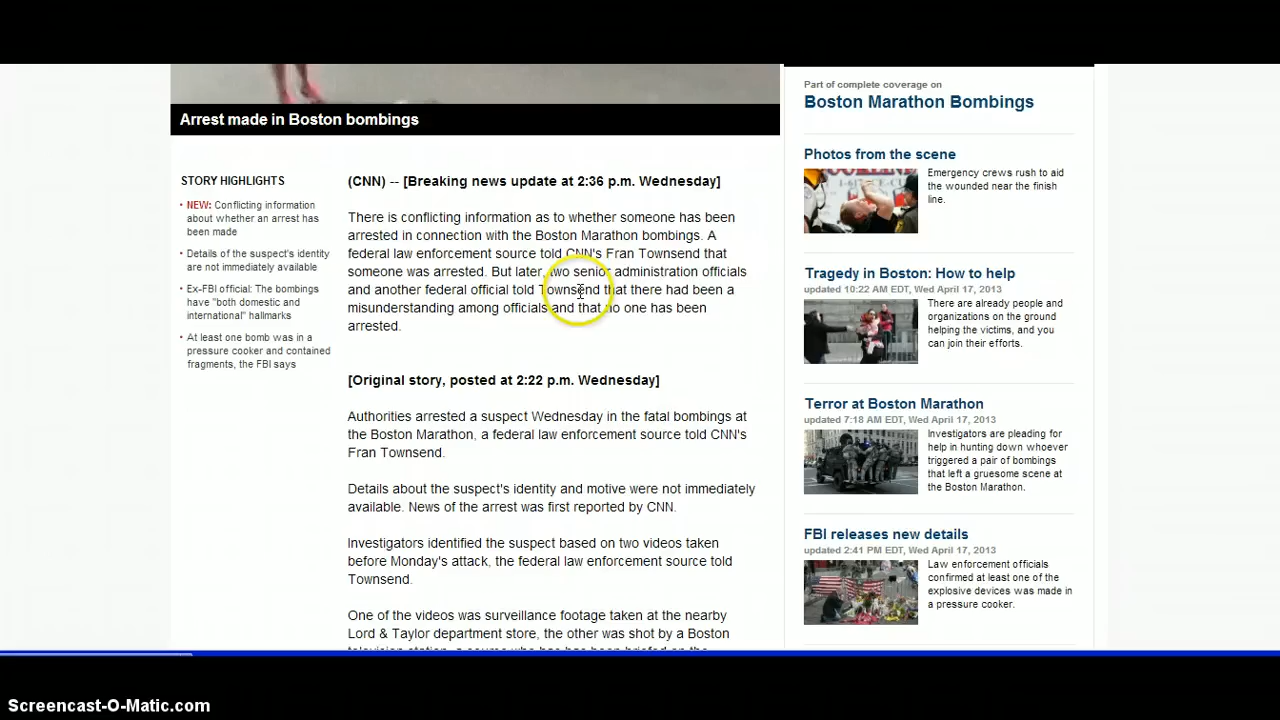 Arrest made in Boston bombings
STORY HIGHLIGHTS
NEW: Conflicting information
about whether an arrest has
been made
Details of the suspect's identity
are not immediately available
Ex-FBI official: The bombings
have "both domestic and
international" hallmarks
At least one bomb was in a
pressure cooker and contained
fragments, the FBI says
(CNN) -- [Breaking news update at 2:36 p.m. Wednesday]
There is conflicting information as to whether someone has been
arrested in connection with the Boston Marathon bombings. A
federal law enforcement source told CNN's Fran Townsend that
someone was arrested. But later, two senior administration officials
and another federal official told Townsend that there had been a
misunderstanding among officials and that no one has been
arrested.
[Original story, posted at 2:22 p.m. Wednesday]
Authorities arrested a suspect Wednesday in the fatal bombings at
the Boston Marathon, a federal law enforcement source told CNN's
Fran Townsend.
Details about the suspect's identity and motive were not immediately
available. News of the arrest was first reported by CNN.
Investigators identified the suspect based on two videos taken
before Monday's attack, the federal law enforcement source told
Townsend.
One of the videos was surveillance footage taken at the nearby
Lord & Taylor department store, the other was shot by a Boston
Part of complete coverage on
Boston Marathon Bombings
Photos from the scene
Emergency crews rush to aid
the wounded near the finish
line.
Tragedy in Boston: How to help
updated 10:22 AM EDT, Wed April 17, 2013
There are already people and
organizations on the ground
helping the victims, and you
can join their efforts.
Terror at Boston Marathon
updated 7:18 AM EDT, Wed April 17, 2013
Investigators are pleading for
help in hunting down whoever
triggered a pair of bombings
that left a gruesome scene at
the Boston Marathon.
FBI releases new details
updated 2:41 PM EDT, Wed April 17, 2013
Law enforcement officials
confirmed at least one of the
explosive devices was made in
a pressure cooker.
Screencast-O-Matic.com